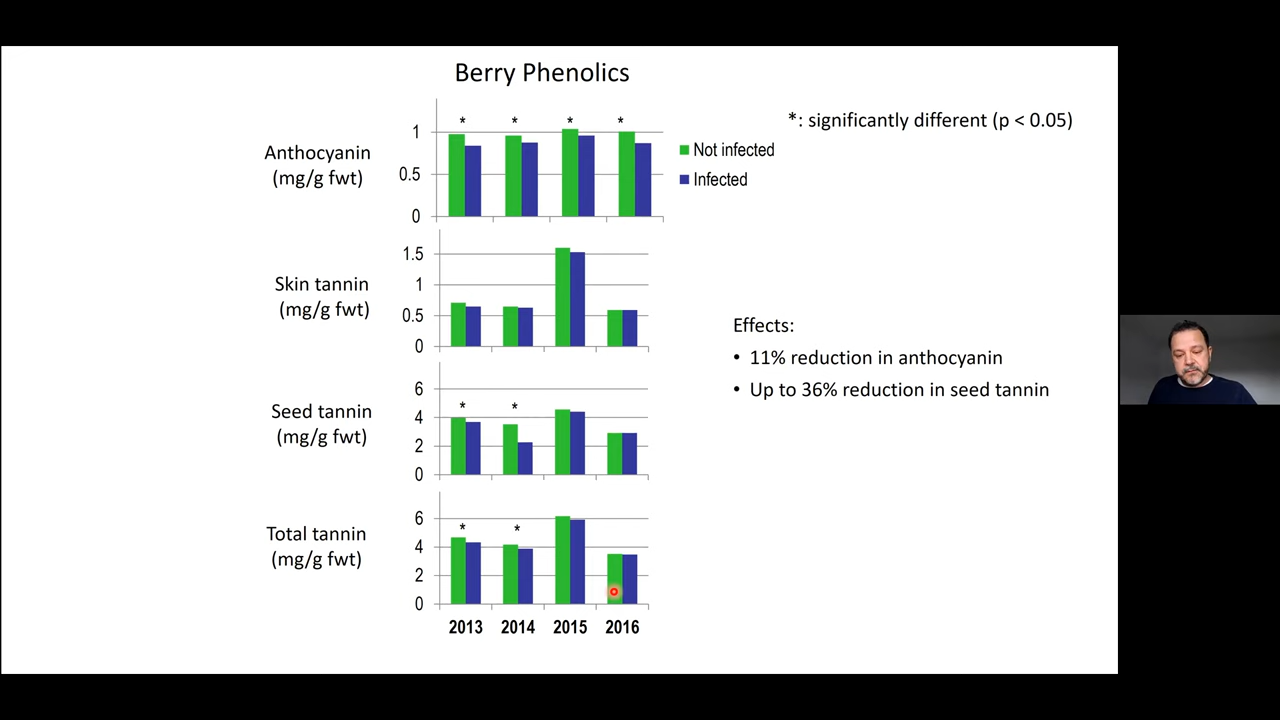 Berry Phenolics
*: significantly different (p < 0.05)
Anthocyanin
(mg/g fwt)
1
0.5
0
* * * *
Not infected
Infected
Skin tannin
(mg/g fwt)
1.5
1
0.5
0
Seed tannin
(mg/g fwt)
6
4
2
0
* *
Total tannin
(mg/g fwt)
6
4
2
0
* *
2013 2014 2015 2016
Effects:
• 11% reduction in anthocyanin
• Up to 36% reduction in seed tannin